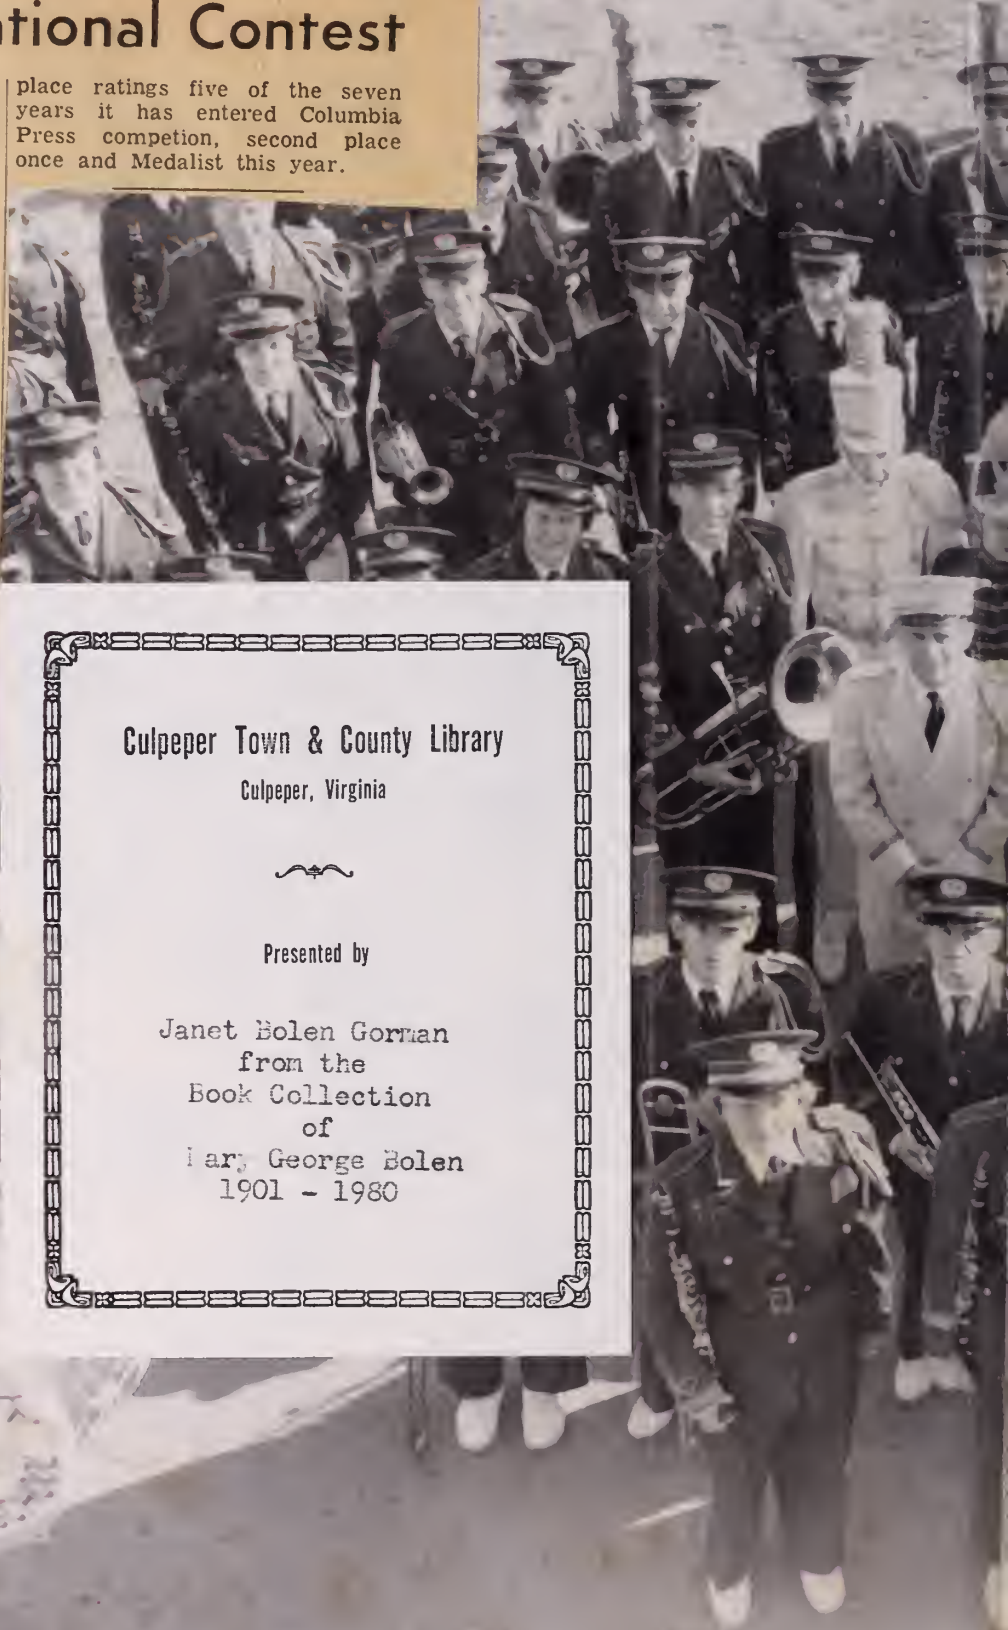 ational Contest
place ratings five of the seven
years it has entered Columbia
Press competion, second place
once and Medalist this year.
Culpeper Town & County Library
Culpeper, Virginia
Presented by
Janet Bolen Gorman
from the
Book Collection
of
George Bolen
1901 - 1980